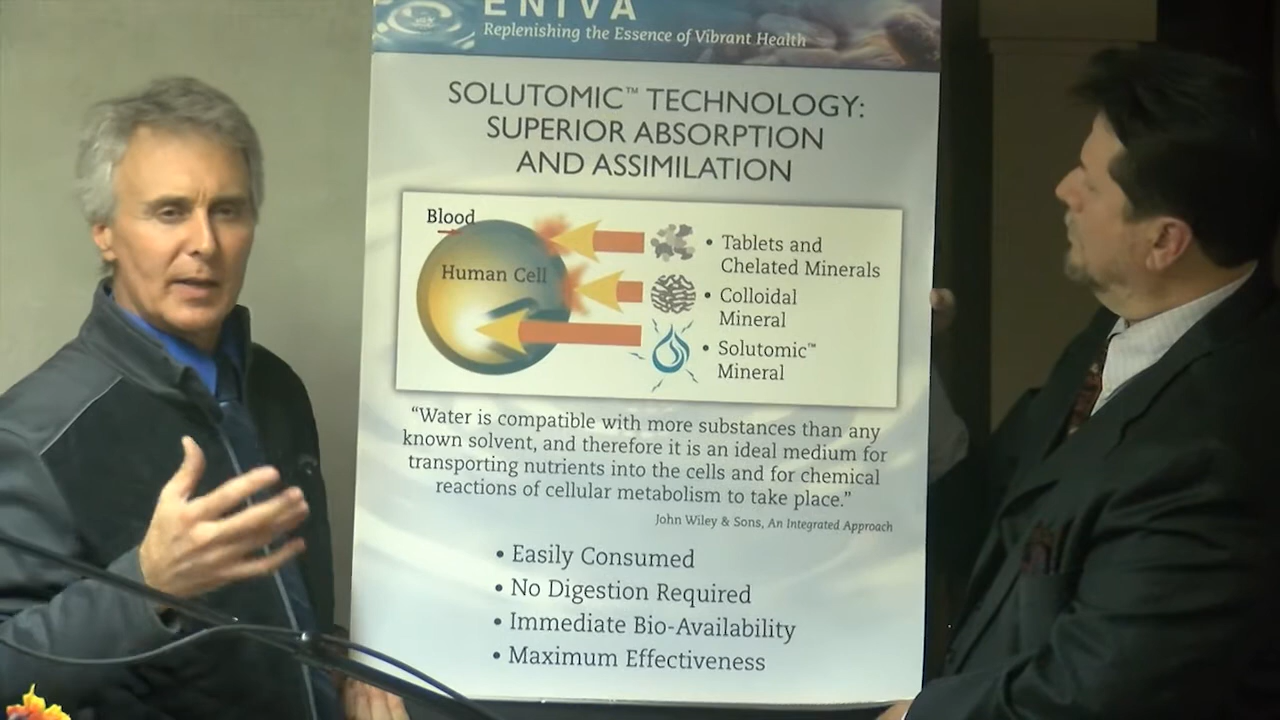 ENIVA
Replenishing the Essence of Vibrant Health
SOLUTOMIC™ TECHNOLOGY:
SUPERIOR ABSORPTION
AND ASSIMILATION
Blood
Human Cell
• Tablets and
Chelated Minerals
• Colloidal
Mineral
• Solutomic™
Mineral
“Water is compatible with more substances than any
known solvent, and therefore it is an ideal medium for
transporting nutrients into the cells and for chemical
reactions of cellular metabolism to take place.”
John Wiley & Sons, An Integrated Approach
• Easily Consumed
• No Digestion Required
• Immediate Bio-Availability
• Maximum Effectiveness